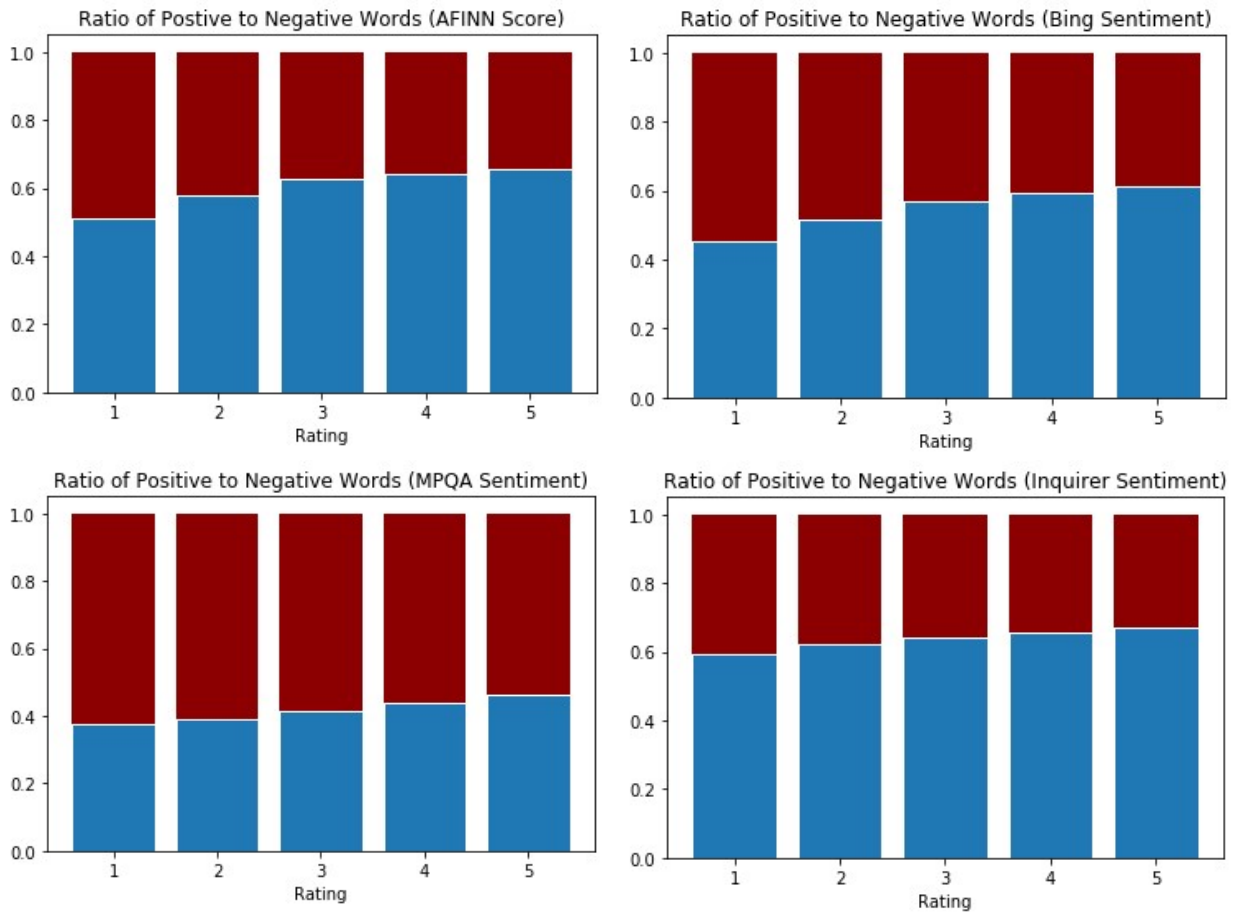 Ratio of Postive to Negative Words (AFINN Score)
1.0
0.8
0.6
0.4
0.2
0.0
1 2 3 4 5
Rating
Ratio of Positive to Negative Words (Bing Sentiment)
1.0
0.8
0.6
0.4
0.2
0.0
1 2 3 4 5
Rating
Ratio of Positive to Negative Words (MPQA Sentiment)
1.0
0.8
0.6
0.4
0.2
0.0
1 2 3 4 5
Rating
Ratio of Positive to Negative Words (Inquirer Sentiment)
1.0
0.8
0.6
0.4
0.2
0.0
1 2 3 4 5
Rating